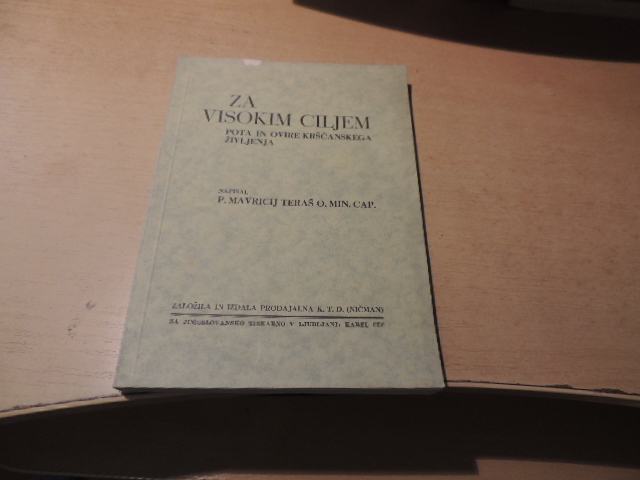 ZA
VISOKIM CILJEM
POTA IN OVIRE KRŠČANSKEGA
ŽIVLJENJA
NAPISAL
P. MAVRICIJ TERAŠ O. MIN. CAP.
ZALOŽILA IN IZDALA PRODAJALNA K. T. D. (NIČMAN)
ZA JUGOSLOVANSKO TISKARNO V LJUBLJANI: KAREL ČEČ